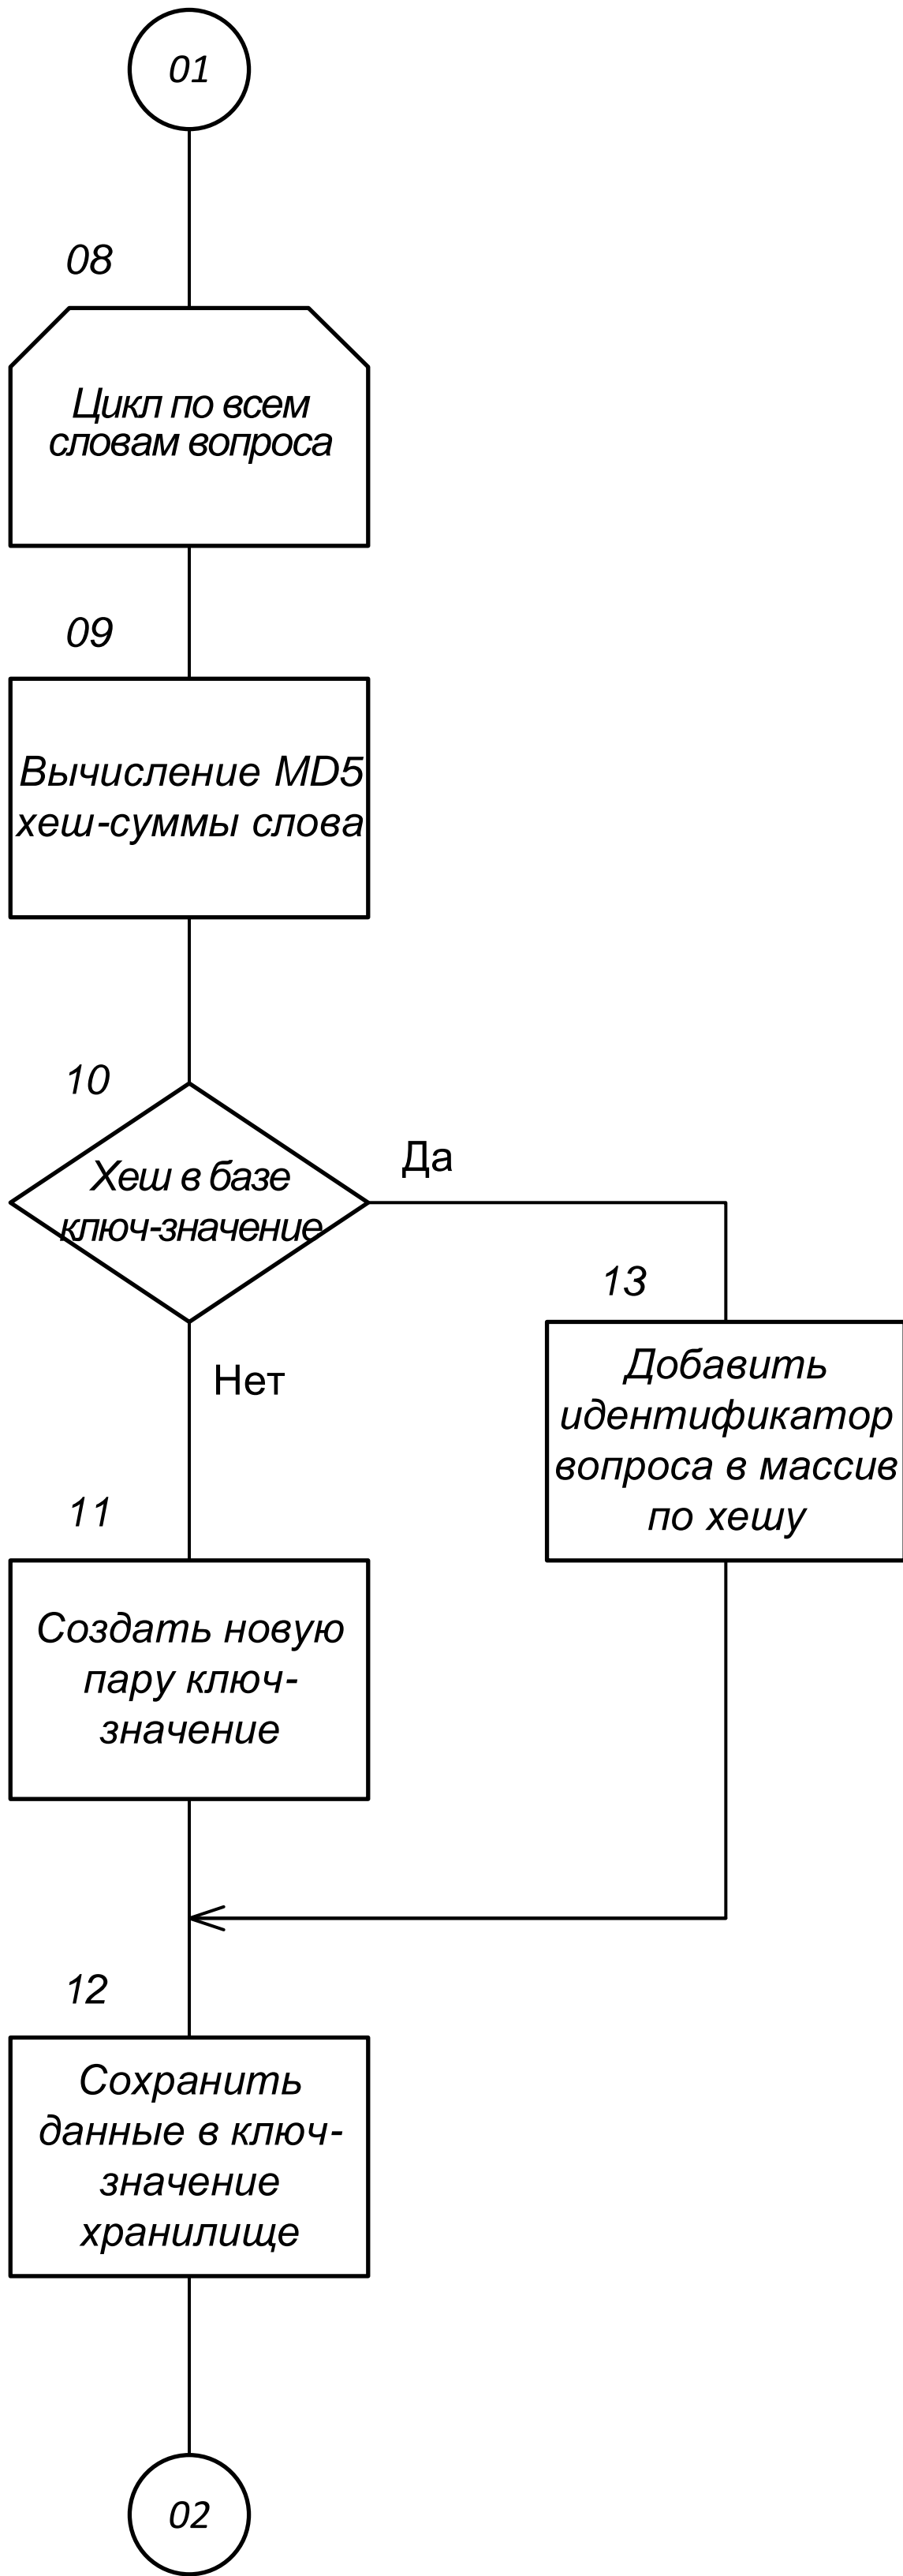 01
08
Цикл по всем
словам вопроса
09
Вычисление MD5
хеш-суммы слова
10
Хеш в базе
ключ-значение
Да
Нет
13
Добавить
идентификатор
вопроса в массив
по хешу
11
Создать новую
пару ключ-
значение
12
Сохранить
данные в ключ-
значение
хранилище
02